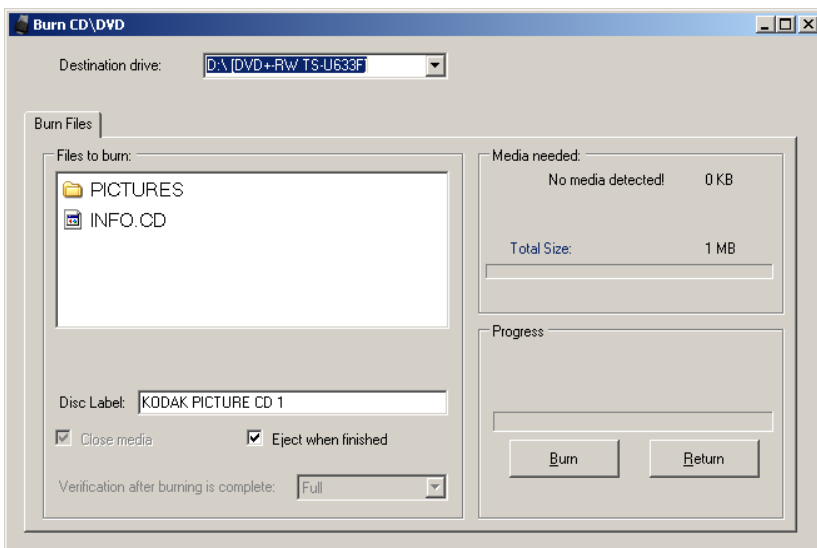 Burn CD\DVD
Destination drive: D:\ [DVD+-RW TS-U633F]
Burn Files
Files to burn:
PICTURES
INFO.CD
Disc Label: KODAK PICTURE CD 1
Close media Eject when finished
Verification after burning is complete: Full
Media needed:
No media detected! 0 KB
Total Size: 1 MB
Progress
Burn Return